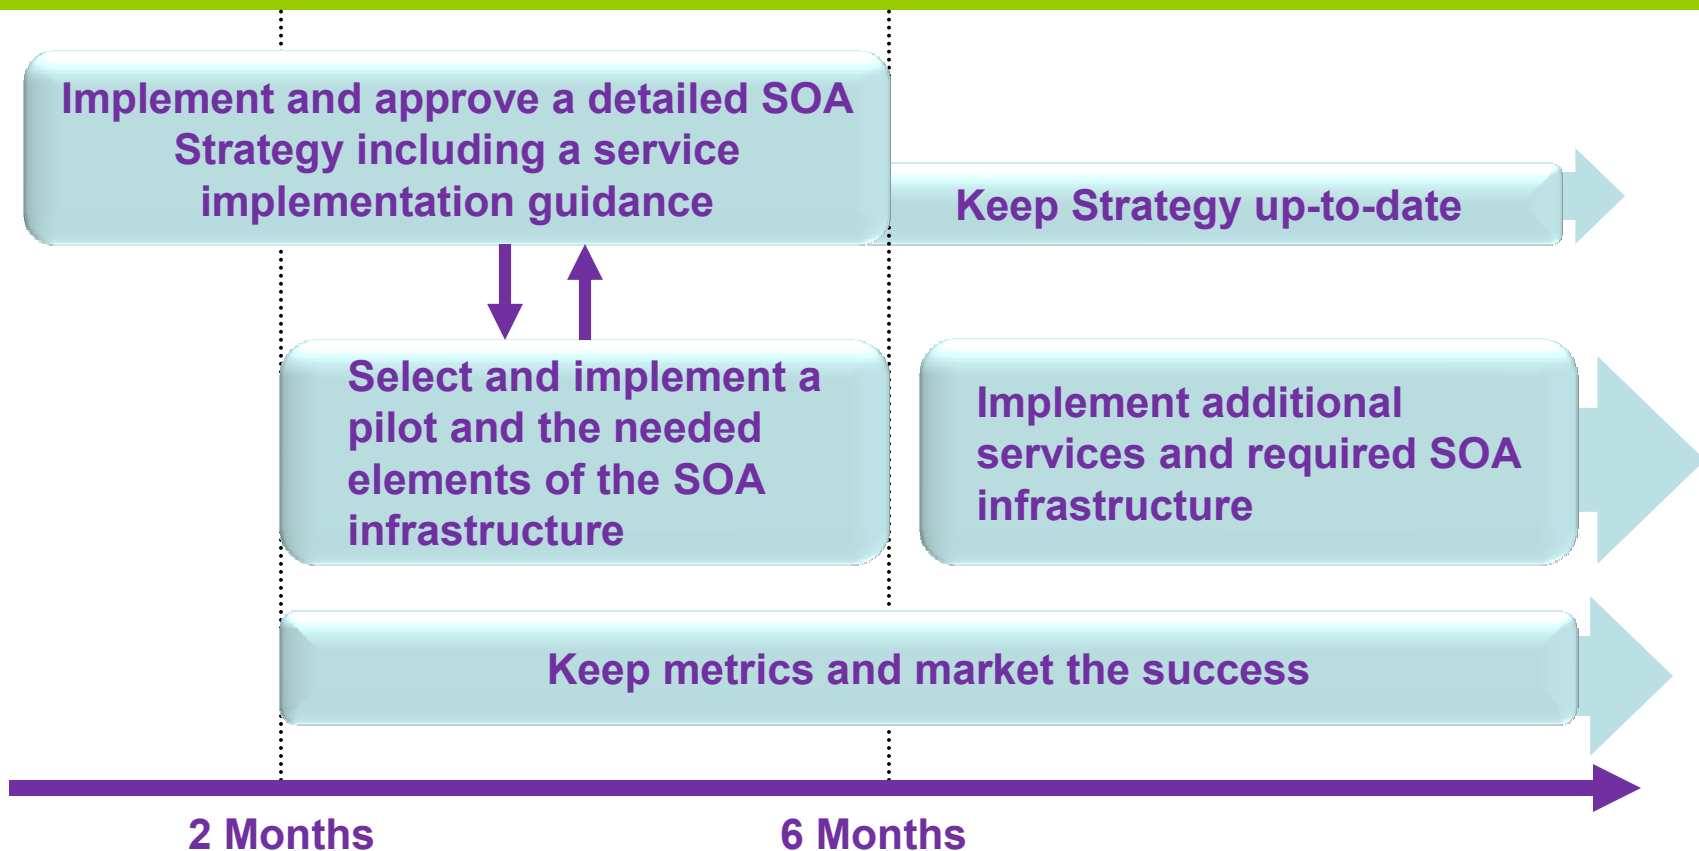 Implement and approve a detailed SOA
Strategy including a service
implementation guidance
Keep Strategy up-to-date
Select and implement a
pilot and the needed
elements of the SOA
infrastructure
Implement additional
services and required SOA
infrastructure
Keep metrics and market the success
2 Months
6 Months